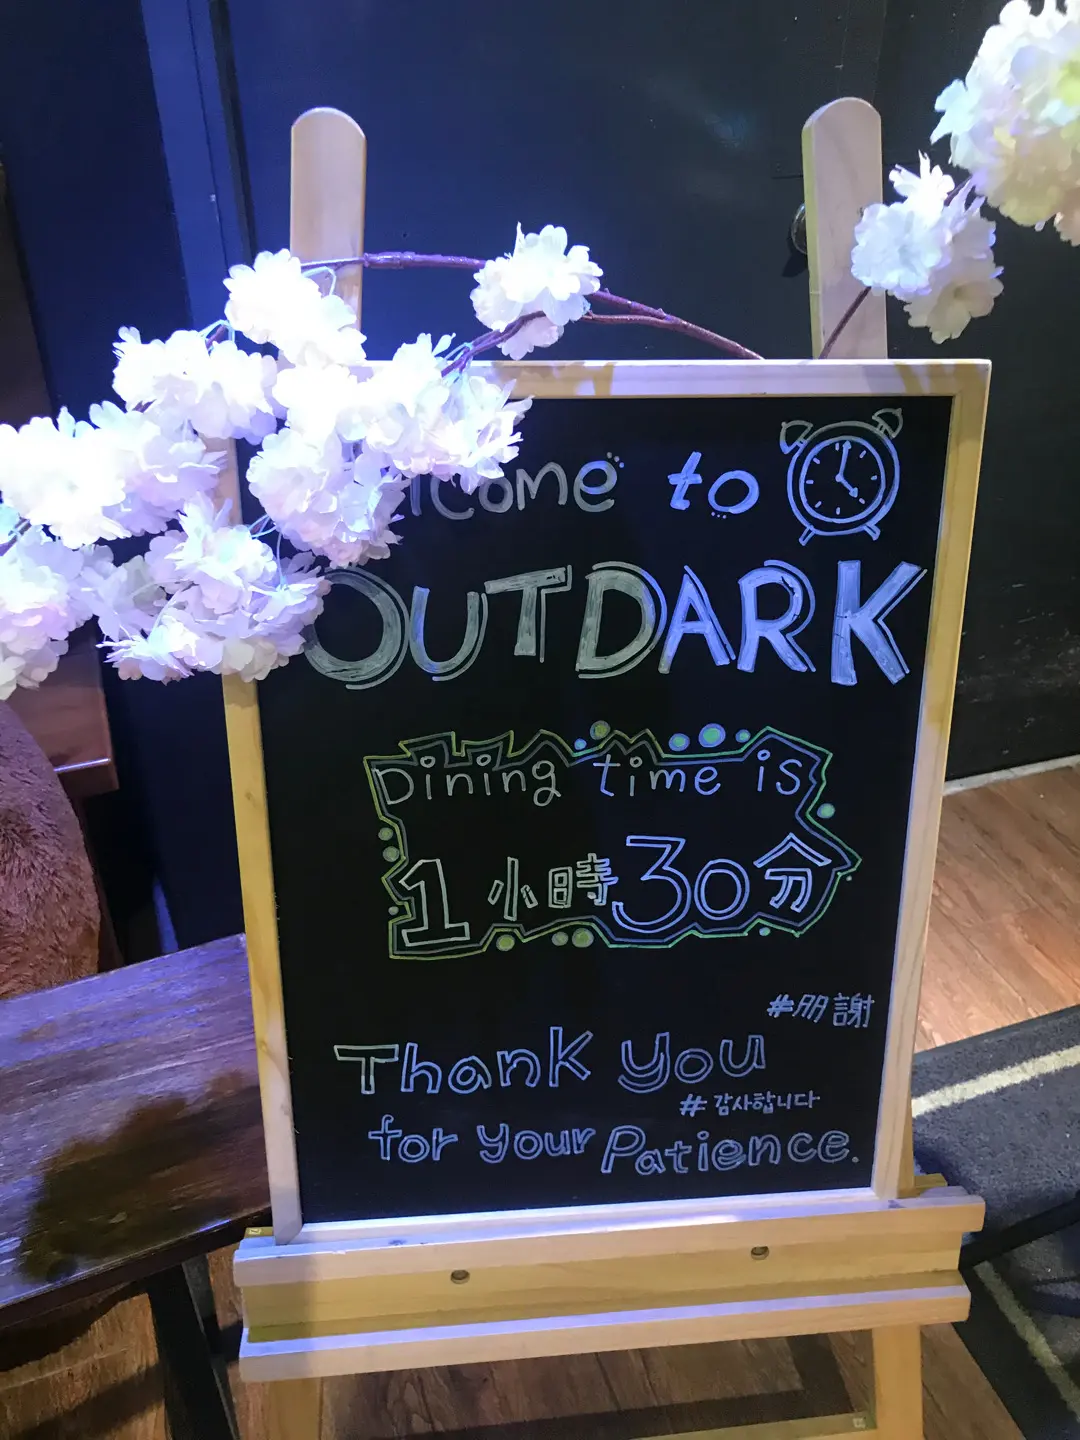 lcome to
OUTDARK
Dining time is
1小時30分
#朋謝
Thank you
#감사합니다
for your Patience.